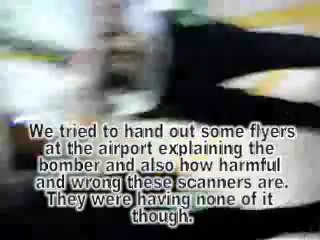 We tried to hand out some flyers
at the airport explaining the
bomber and also how harmful
and wrong these scanners are.
They were having none of it
though.